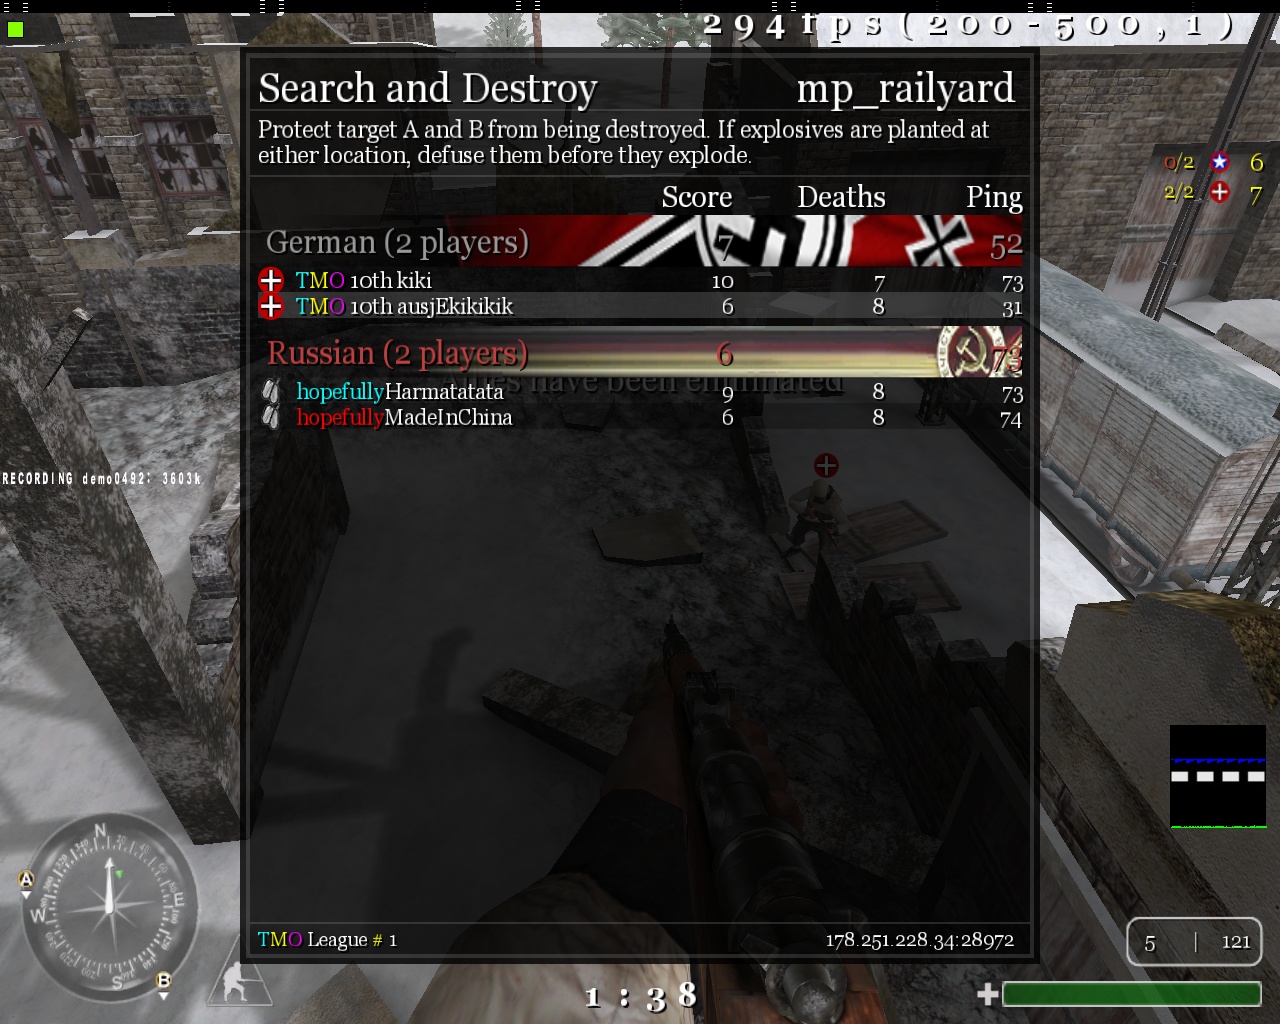 294fps(200-500,1)
Search and Destroy mp_railyard
Protect target A and B from being destroyed. If explosives are planted at
either location, defuse them before they explode.
0/2 6
2/2 7
Score Deaths Ping
German (2 players) 7 52
TMO 10th kiki 10 7 73
TMO 10th ausjEkikikik 6 8 31
Russian (2 players) 6 73
have been eliminated
hopefullyHarmatatata 9 8 73
hopefullyMadeInChina 6 8 74
RECORDING demo0492: 3603k
N
A
W E
S
B
TMO League # 1 178.251.228.34:28972
5 | 121
1:38